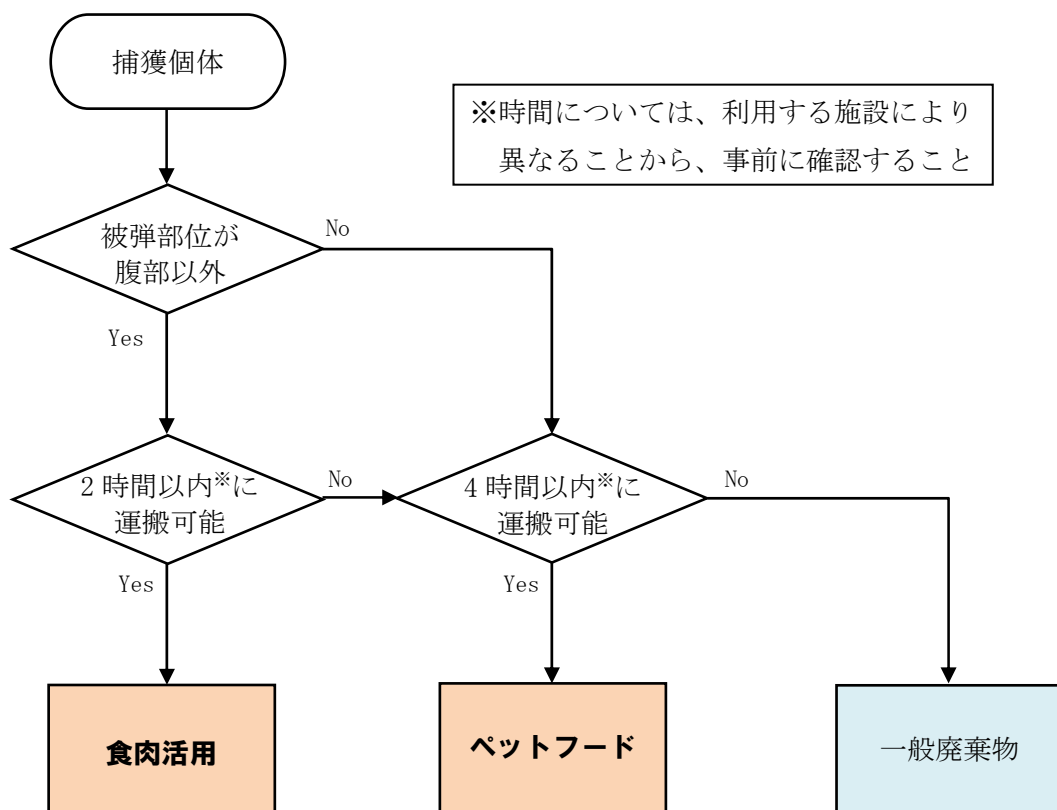 捕獲個体
※時間については、利用する施設により
異なることから、事前に確認すること
被弾部位が
腹部以外
No
Yes
2時間以内※に
運搬可能
No
4時間以内※に
運搬可能
No
Yes
Yes
食肉活用
ペットフード
一般廃棄物